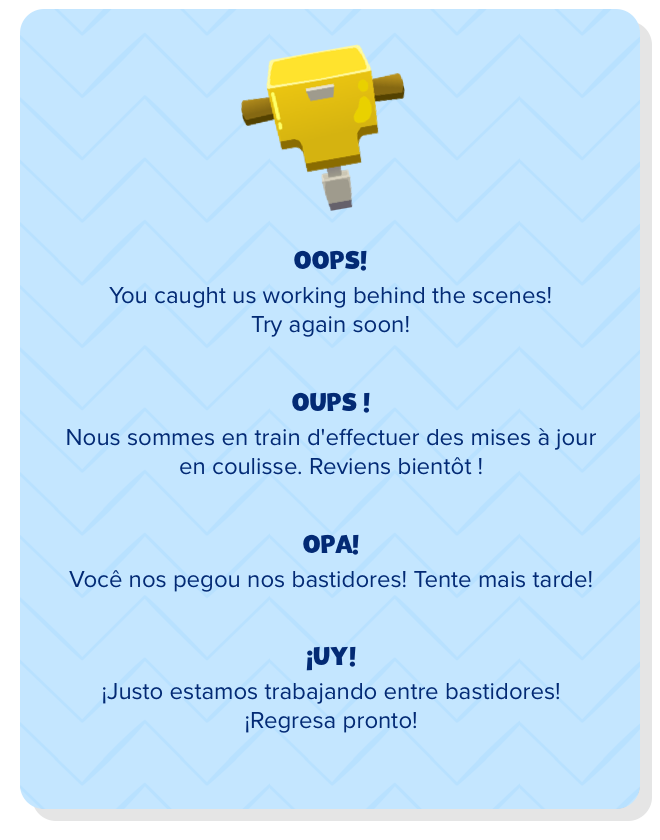 OOPS!
You caught us working behind the scenes!
Try again soon!
OUPS !
Nous sommes en train d'effectuer des mises à jour
en coulisse. Reviens bientôt !
OPA!
Você nos pegou nos bastidores! Tente mais tarde!
¡UY!
¡Justo estamos trabajando entre bastidores!
¡Regresa pronto!